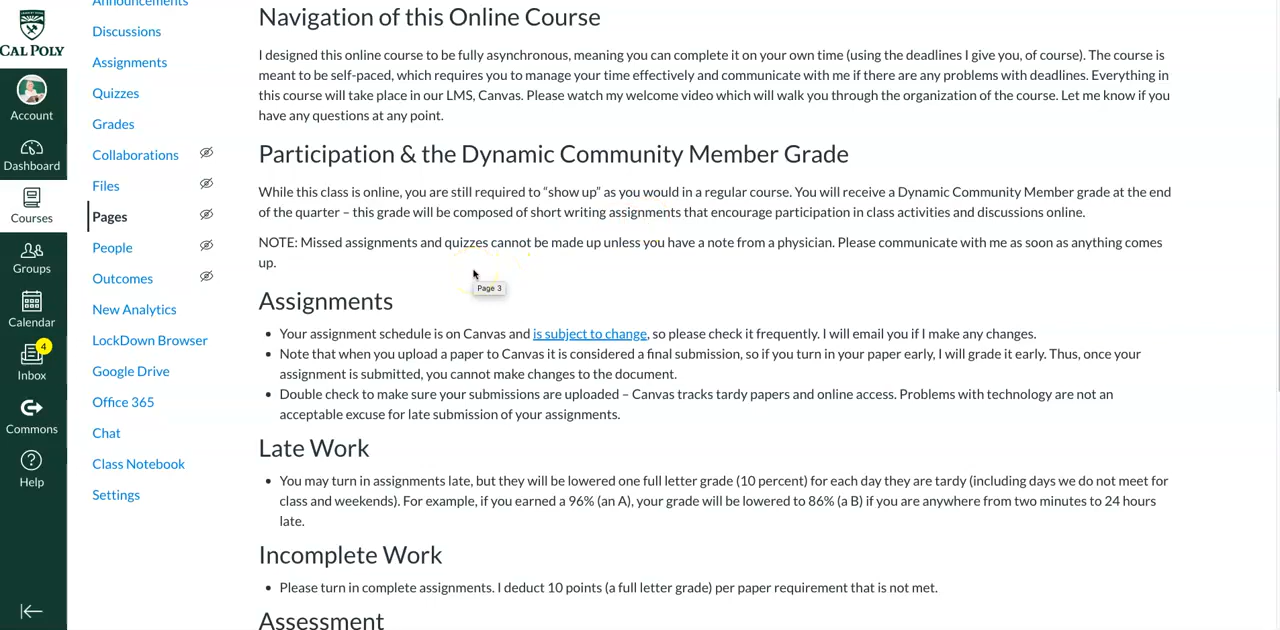 Announcements
Discussions
Assignments
Quizzes
Grades
Collaborations
Files
Pages
People
Outcomes
New Analytics
LockDown Browser
Google Drive
Office 365
Chat
Class Notebook
Settings
CAL POLY
Account
Dashboard
Courses
Groups
Calendar
4
Inbox
Commons
Help
Navigation of this Online Course
I designed this online course to be fully asynchronous, meaning you can complete it on your own time (using the deadlines I give you, of course). The course is
meant to be self-paced, which requires you to manage your time effectively and communicate with me if there are any problems with deadlines. Everything in
this course will take place in our LMS, Canvas. Please watch my welcome video which will walk you through the organization of the course. Let me know if you
have any questions at any point.
Participation & the Dynamic Community Member Grade
While this class is online, you are still required to “show up” as you would in a regular course. You will receive a Dynamic Community Member grade at the end
of the quarter – this grade will be composed of short writing assignments that encourage participation in class activities and discussions online.
NOTE: Missed assignments and quizzes cannot be made up unless you have a note from a physician. Please communicate with me as soon as anything comes
up.
Page 3
Assignments
Your assignment schedule is on Canvas and is subject to change, so please check it frequently. I will email you if I make any changes.
Note that when you upload a paper to Canvas it is considered a final submission, so if you turn in your paper early, I will grade it early. Thus, once your
assignment is submitted, you cannot make changes to the document.
Double check to make sure your submissions are uploaded – Canvas tracks tardy papers and online access. Problems with technology are not an
acceptable excuse for late submission of your assignments.
Late Work
You may turn in assignments late, but they will be lowered one full letter grade (10 percent) for each day they are tardy (including days we do not meet for
class and weekends). For example, if you earned a 96% (an A), your grade will be lowered to 86% (a B) if you are anywhere from two minutes to 24 hours
late.
Incomplete Work
Please turn in complete assignments. I deduct 10 points (a full letter grade) per paper requirement that is not met.
Assessment